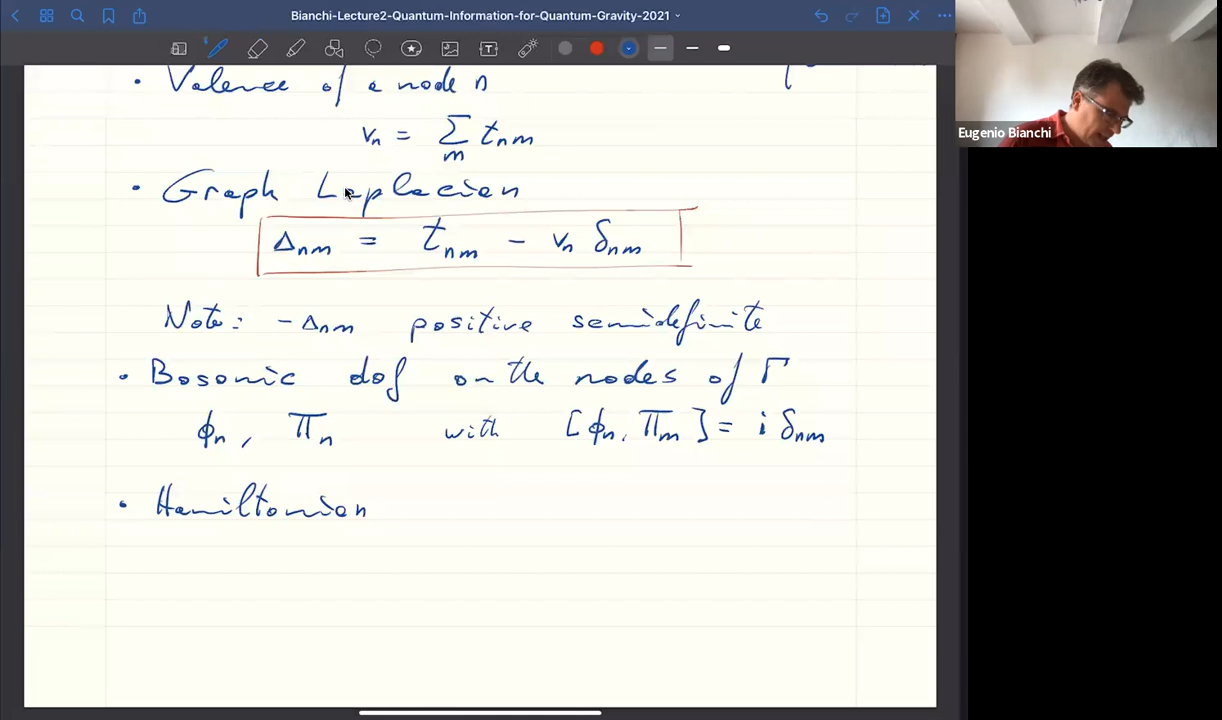 Bianchi-Lecture2-Quantum-Information-for-Quantum-Gravity-2021
Eugenio Bianchi
• Valence of a node n
vₙ = Σₘ tₙₘ
• Graph Laplacian
Δₙₘ = tₙₘ - vₙ δₙₘ
Note: -Δₙₘ positive semidefinite
• Bosonic dof on the nodes of Γ
ϕₙ, πₙ with [ϕₙ, πₘ] = i δₙₘ
• Hamiltonian